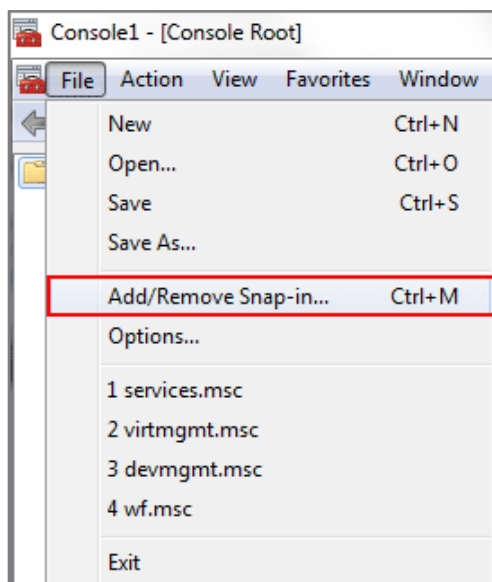 Console1 - [Console Root]
File Action View Favorites Window
New Ctrl+N
Open... Ctrl+O
Save Ctrl+S
Save As...
Add/Remove Snap-in... Ctrl+M
Options...
1 services.msc
2 virtmgmt.msc
3 devmgmt.msc
4 wf.msc
Exit